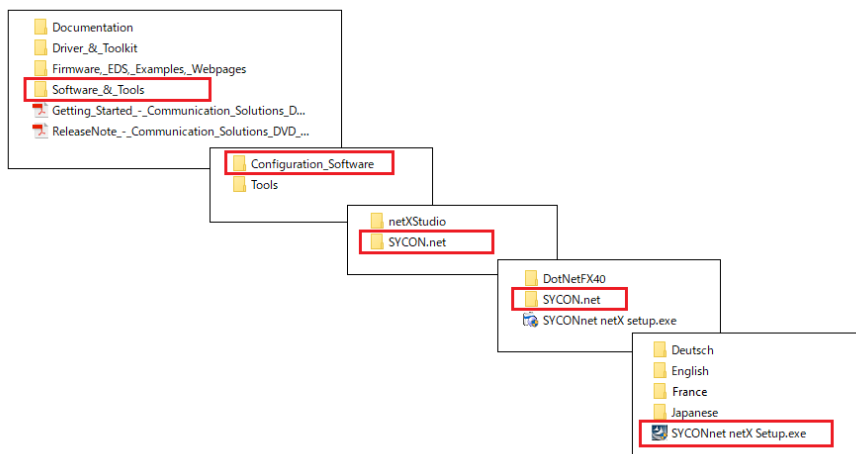 Documentation
Driver_&_Toolkit
Firmware,_EDS,_Examples,_Webpages
Software_&_Tools
Getting_Started_-_Communication_Solutions_D...
ReleaseNote_-_Communication_Solutions_DVD_...
Configuration_Software
Tools
netXStudio
SYCON.net
DotNetFX40
SYCON.net
SYCONnet netX setup.exe
Deutsch
English
France
Japanese
SYCONnet netX Setup.exe